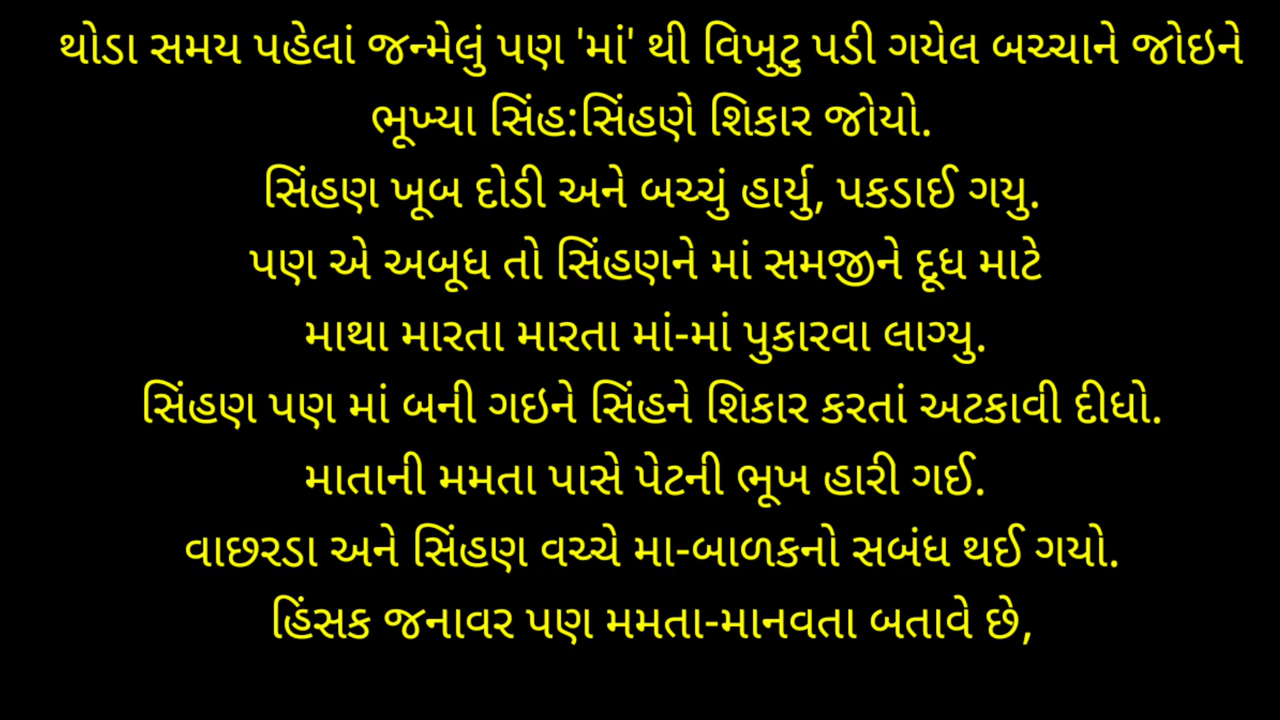 થોડા સમય પહેલાં જન્મેલું પણ 'માં' થી વિખુટુ પડી ગયેલ બચ્ચાને જોઇને
ભૂખ્યા સિંહ:સિંહણે શિકાર જોયો.
સિંહણ ખૂબ દોડી અને બચ્ચું હાર્યુ, પકડાઈ ગયુ.
પણ એ અબૂધ તો સિંહણને માં સમજીને દૂધ માટે
માથા મારતા મારતા માં-માં પુકારવા લાગ્યુ.
સિંહણ પણ માં બની ગઇને સિંહને શિકાર કરતાં અટકાવી દીધો.
માતાની મમતા પાસે પેટની ભૂખ હારી ગઈ.
વાછરડા અને સિંહણ વચ્ચે મા-બાળકનો સબંધ થઈ ગયો.
હિંસક જનાવર પણ મમતા-માનવતા બતાવે છે,